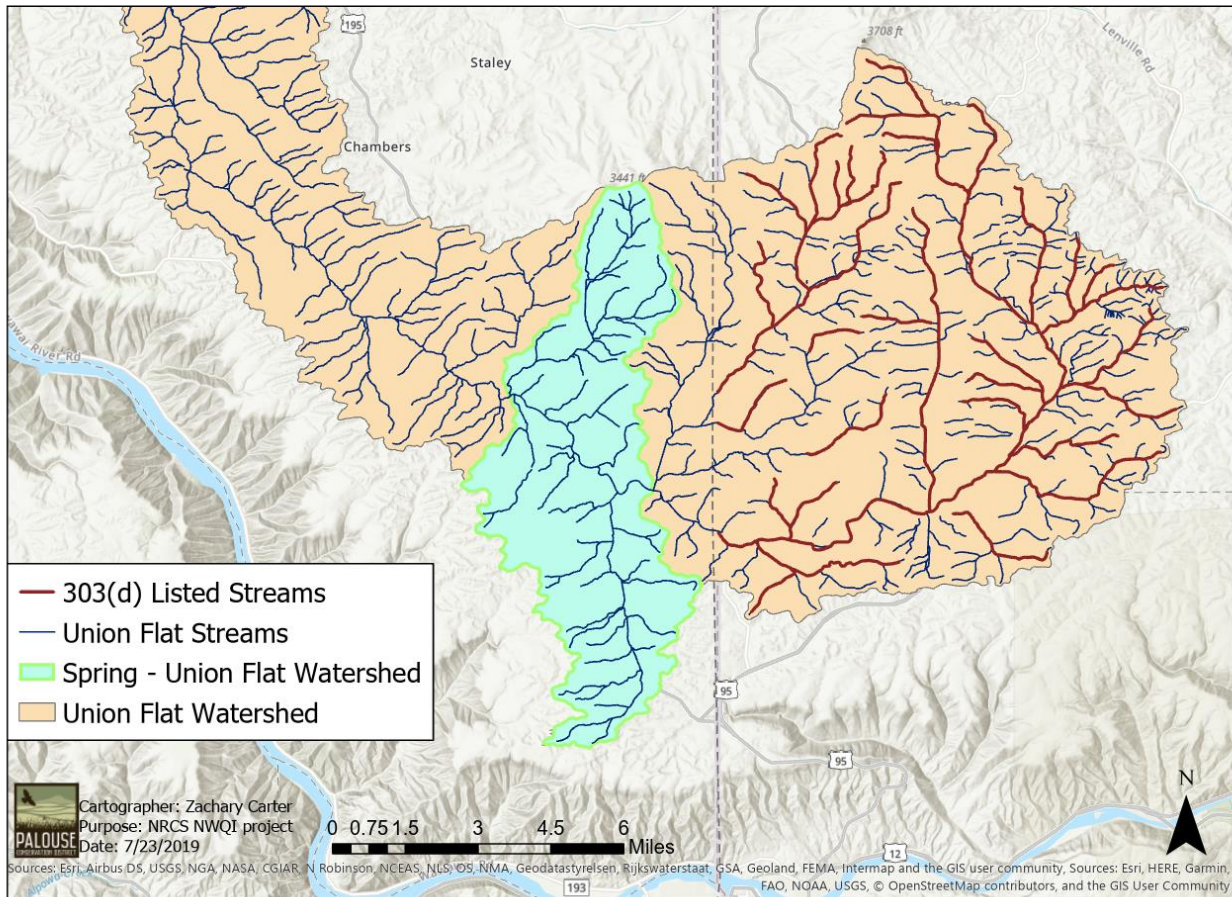 195
3708 ft
Lenville Rd
Staley
Chambers
3441 ft
River Rd
303(d) Listed Streams
Union Flat Streams
Spring - Union Flat Watershed
Union Flat Watershed
95
95
N
PALOUSE
CONSERVATION DISTRICT
Cartographer: Zachary Carter
Purpose: NRCS NWQI project
Date: 7/23/2019
0 0.75 1.5 3 4.5 6
Miles
12
193
Sources: Esri, Airbus DS, USGS, NGA, NASA, CGIAR, N Robinson, NCEAS, NLS, OS, NMA, Geodatastyrelsen, Rijkswaterstaat, GSA, Geoland, FEMA, Intermap and the GIS user community, Sources: Esri, HERE, Garmin,
FAO, NOAA, USGS, © OpenStreetMap contributors, and the GIS User Community